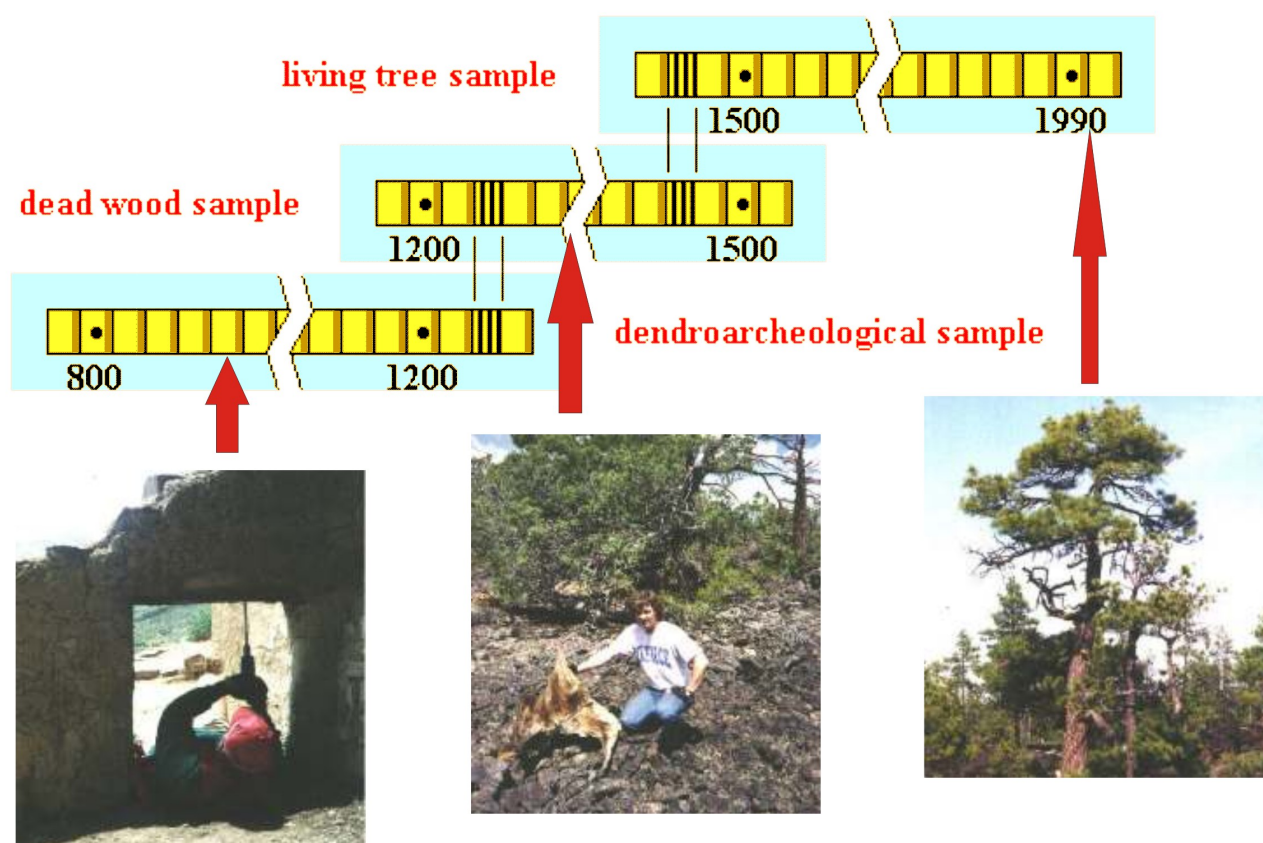 living tree sample
1500 1990
dead wood sample
1200 1500
dendroarcheological sample
800 1200